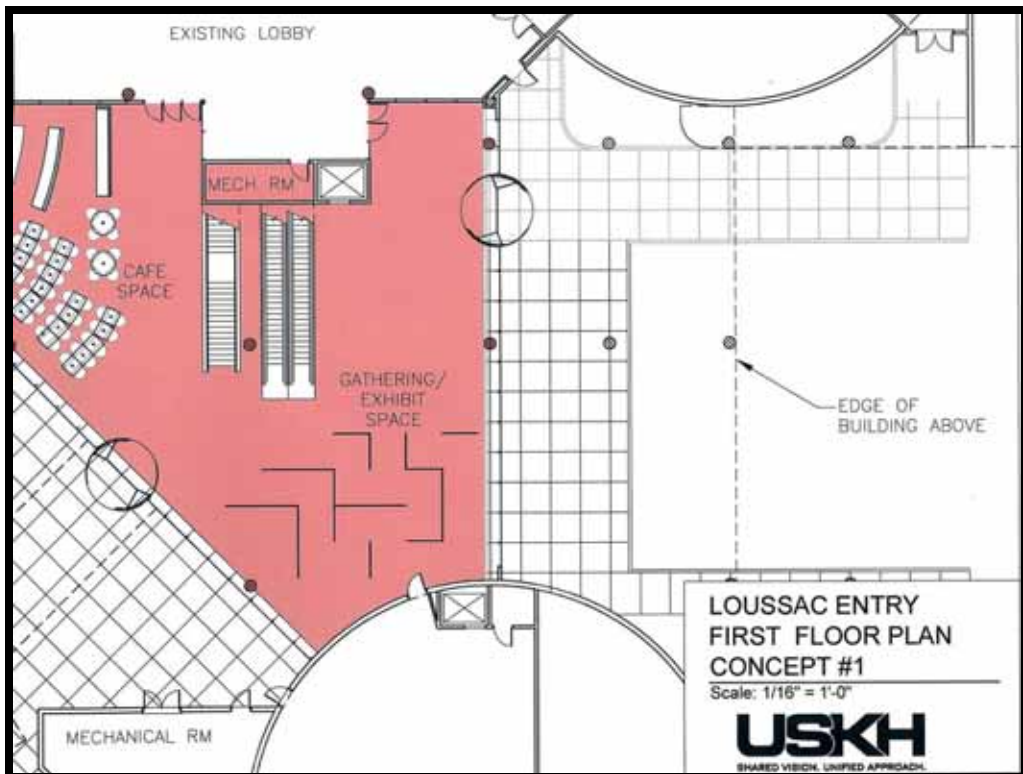 EXISTING LOBBY
MECH RM
CAFE
SPACE
GATHERING/
EXHIBIT
SPACE
EDGE OF
BUILDING ABOVE
MECHANICAL RM
LOUSSAC ENTRY
FIRST FLOOR PLAN
CONCEPT #1
Scale: 1/16" = 1'-0"
USKH
SHARED VISION. UNIFIED APPROACH.